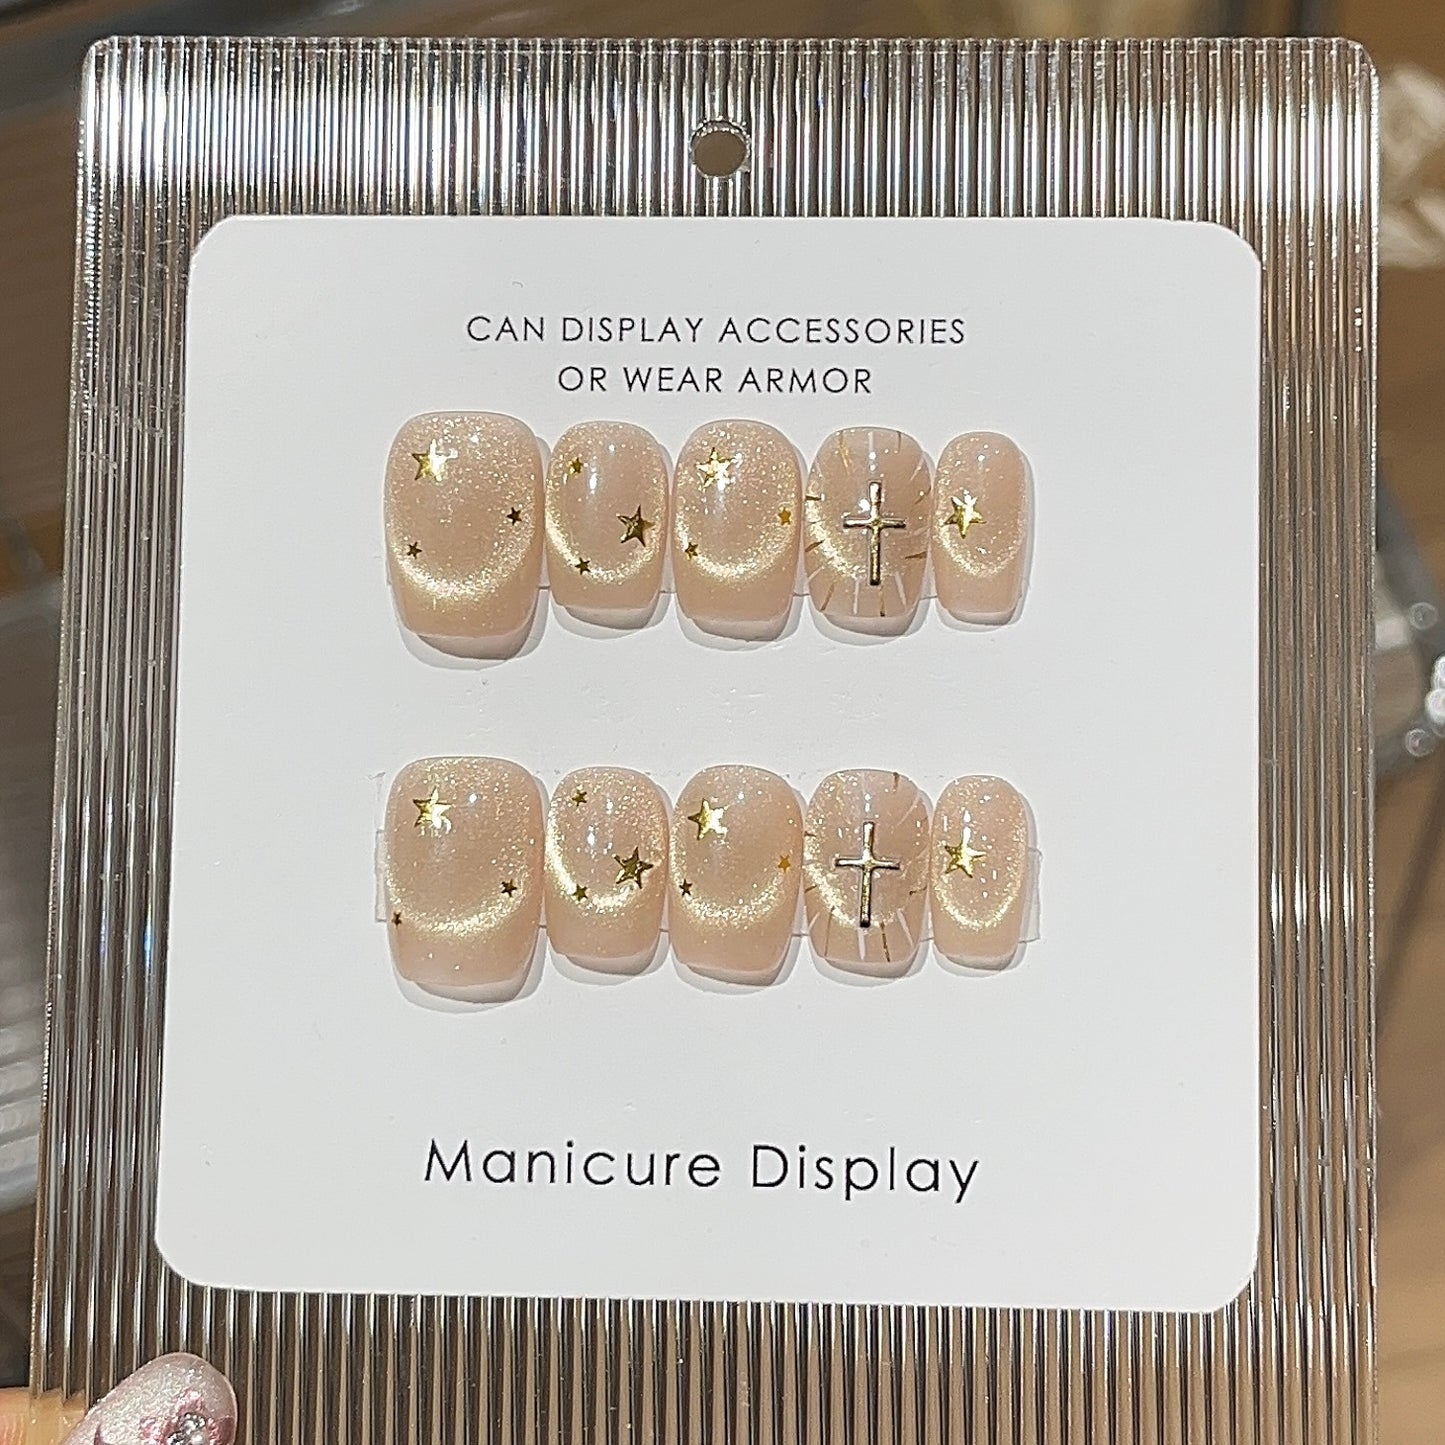 CAN DISPLAY ACCESSORIES
OR WEAR ARMOR
Manicure Display